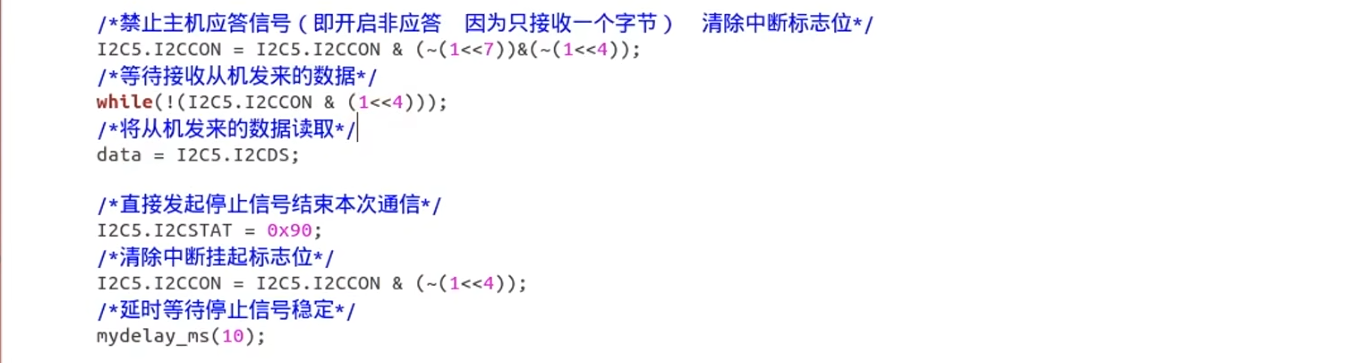 /*禁止主机应答信号（即开启非应答　因为只接收一个字节）　清除中断标志位*/
I2C5.I2CCON = I2C5.I2CCON & (~(1<<7))&(~(1<<4));
/*等待接收从机发来的数据*/
while(!(I2C5.I2CCON & (1<<4)));
/*将从机发来的数据读取*/
data = I2C5.I2CDS;
/*直接发起停止信号结束本次通信*/
I2C5.I2CSTAT = 0x90;
/*清除中断挂起标志位*/
I2C5.I2CCON = I2C5.I2CCON & (~(1<<4));
/*延时等待停止信号稳定*/
mydelay_ms(10);